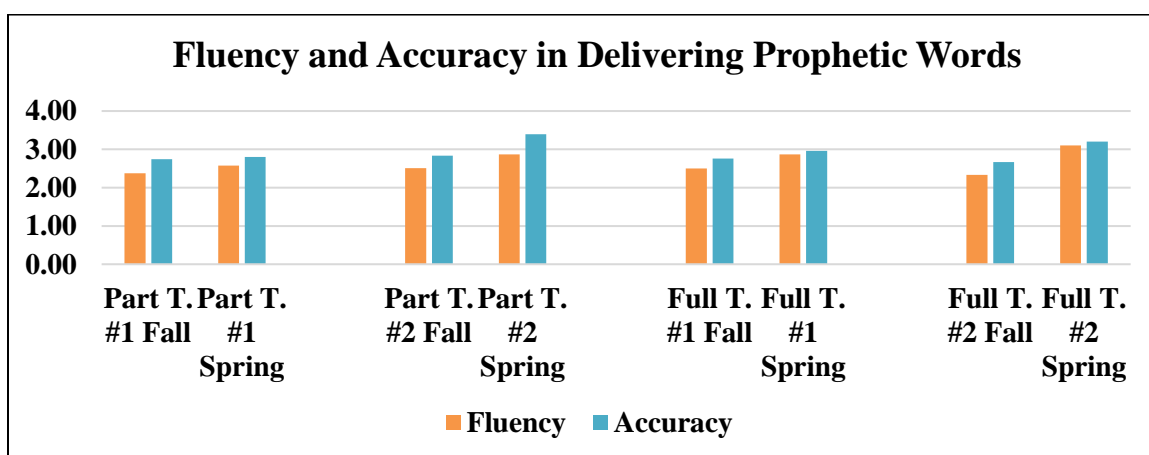 Fluency and Accuracy in Delivering Prophetic Words
4.00
3.00
2.00
1.00
0.00
Part T. #1 Fall
Part T. #1 Spring
Part T. #2 Fall
Part T. #2 Spring
Full T. #1 Fall
Full T. #1 Spring
Full T. #2 Fall
Full T. #2 Spring
Fluency Accuracy